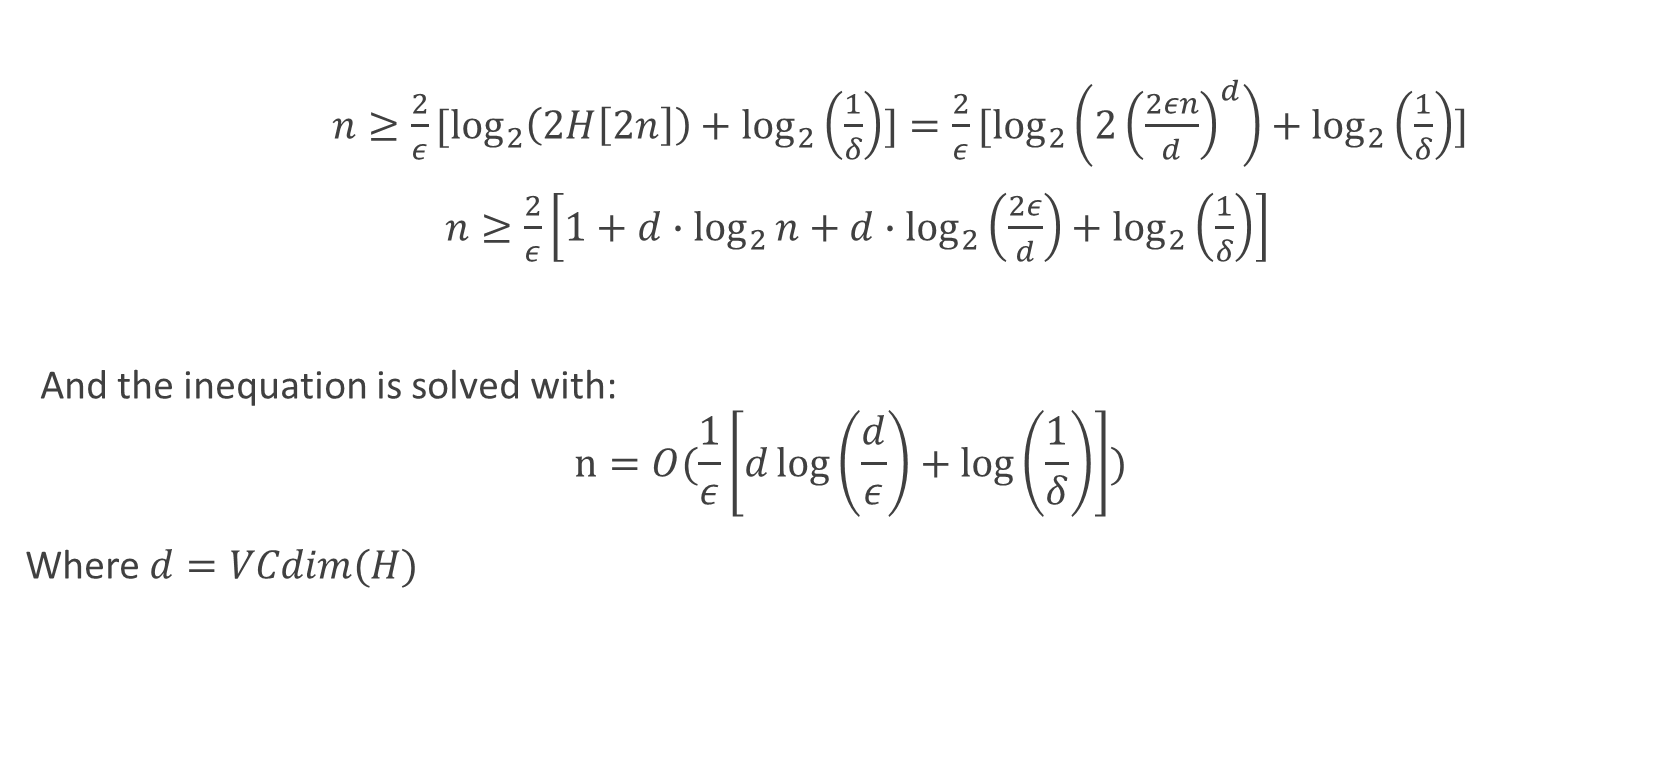 n ≥ 2/ϵ [log₂(2H[2n]) + log₂(1/δ)] = 2/ϵ [log₂(2(2ϵn/d)ᵈ) + log₂(1/δ)]
n ≥ 2/ϵ [1 + d · log₂ n + d · log₂(2ϵ/d) + log₂(1/δ)]
And the inequation is solved with:
n = O(1/ϵ [d log(d/ϵ) + log(1/δ)])
Where d = VCdim(H)